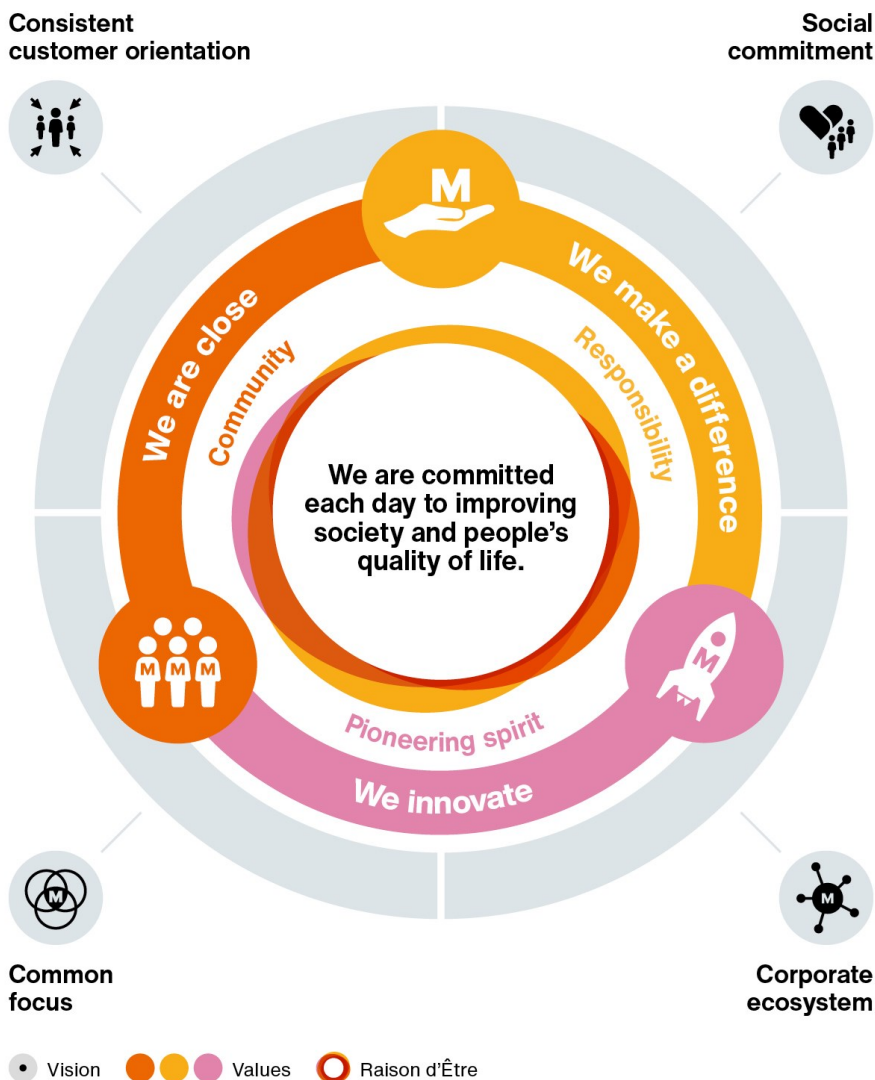 Consistent
customer orientation
Social
commitment
M
We are close
We make a difference
Community
Responsibility
We are committed
each day to improving
society and people’s
quality of life.
M M M
M
Pioneering spirit
We innovate
M
M
Common
focus
Corporate
ecosystem
Vision
Values
Raison d’Être